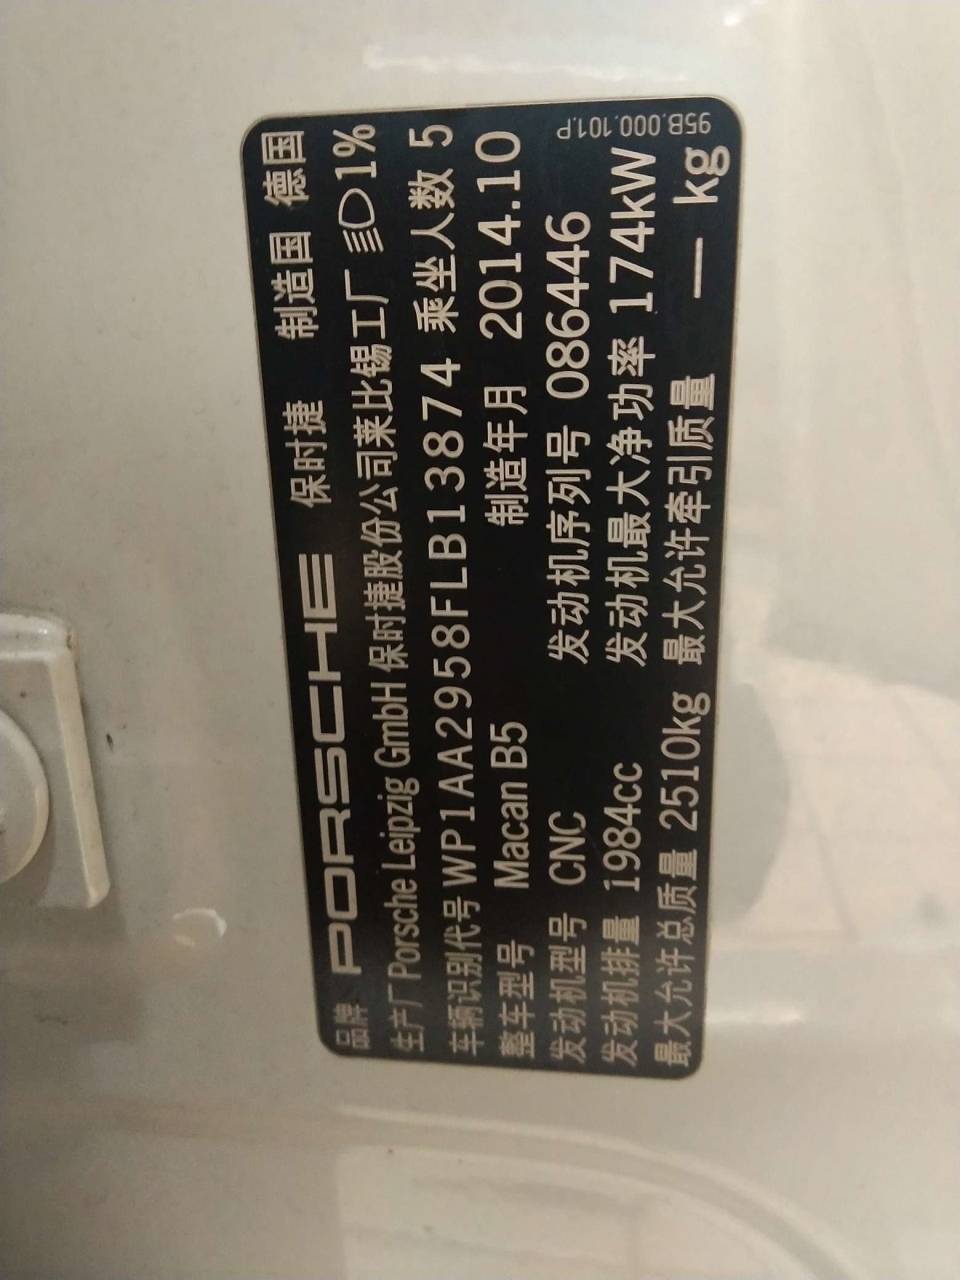 品牌 PORSCHE 保时捷 制造国 德国
生产厂 Porsche Leipzig GmbH 保时捷股份公司莱比锡工厂 1%
车辆识别代号 WP1AA2958FLB13874 乘坐人数 5
整车型号 Macan B5 制造年月 2014.10
发动机型号 CNC 发动机序列号 086446
发动机排量 1984cc 发动机最大净功率 174kW
最大允许总质量 2510kg 最大允许牵引质量 — kg
95B.000.101.P